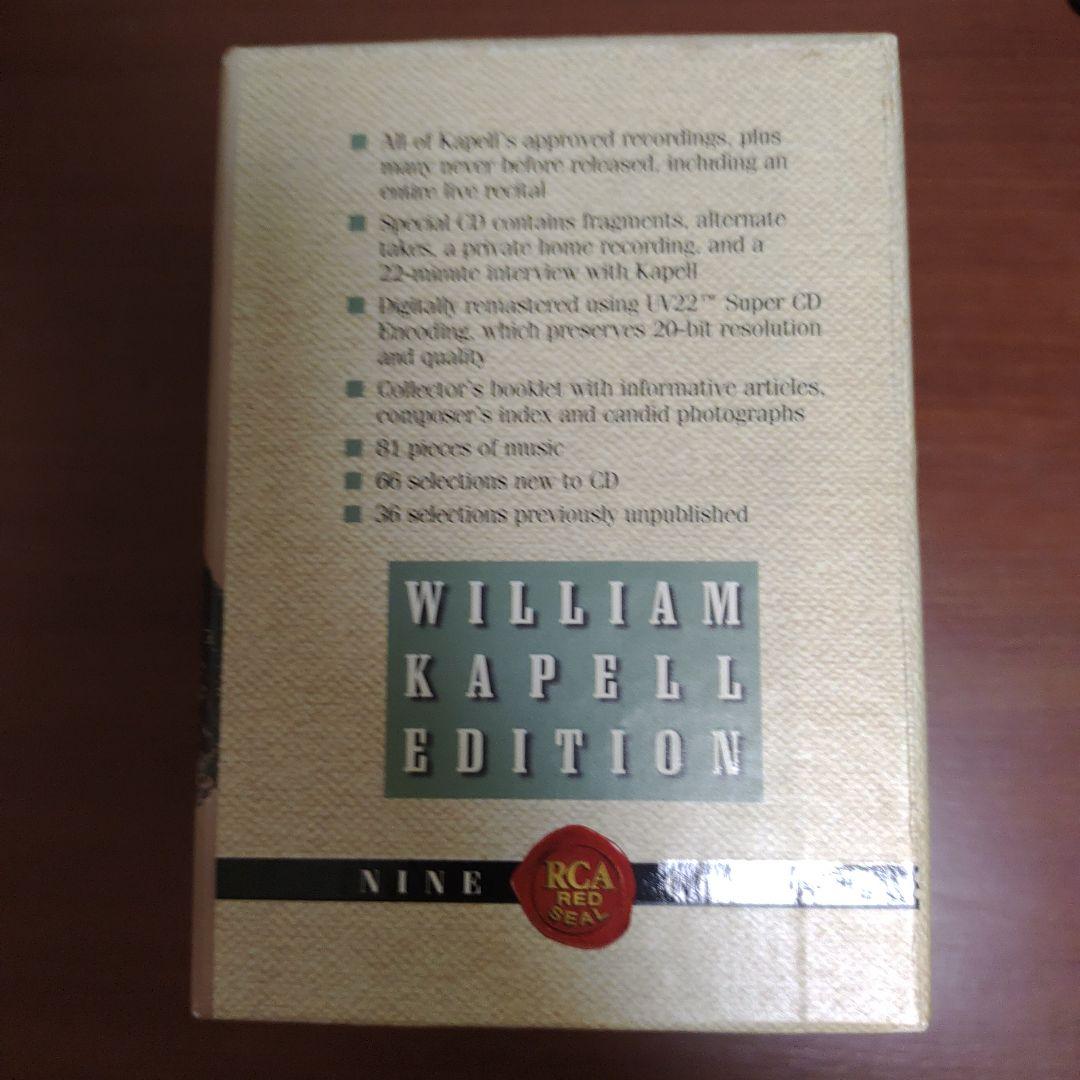 ■ All of Kapell's approved recordings, plus
many never before released, including an
entire live recital
■ Special CD contains fragments, alternate
takes, a private home recording, and a
22-minute interview with Kapell
■ Digitally remastered using UV22™ Super CD
Encoding, which preserves 20-bit resolution
and quality
■ Collector's booklet with informative articles,
composer's index and candid photographs
■ 81 pieces of music
■ 66 selections new to CD
■ 36 selections previously unpublished
WILLIAM
KAPELL
EDITION
NINE
RCA
RED
SEAL